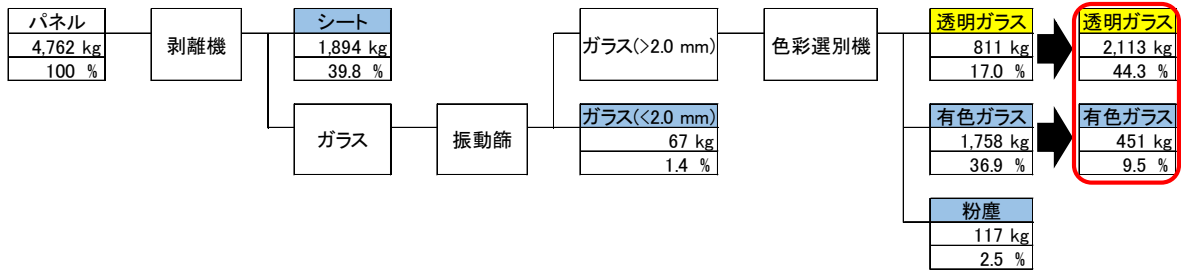 パネル
4,762 kg
100 %
剥離機
シート
1,894 kg
39.8 %
ガラス
振動篩
ガラス(>2.0 mm)
ガラス(<2.0 mm)
67 kg
1.4 %
色彩選別機
透明ガラス
811 kg
17.0 %
有色ガラス
1,758 kg
36.9 %
粉塵
117 kg
2.5 %
透明ガラス
2,113 kg
44.3 %
有色ガラス
451 kg
9.5 %